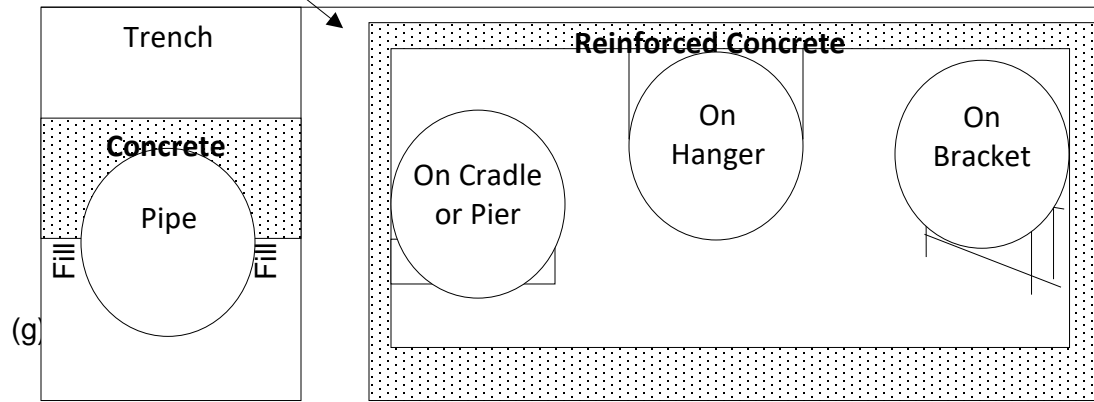 Trench
Concrete
Pipe
Fill
Fill
(g)
Reinforced Concrete
On Cradle
or Pier
On
Hanger
On
Bracket